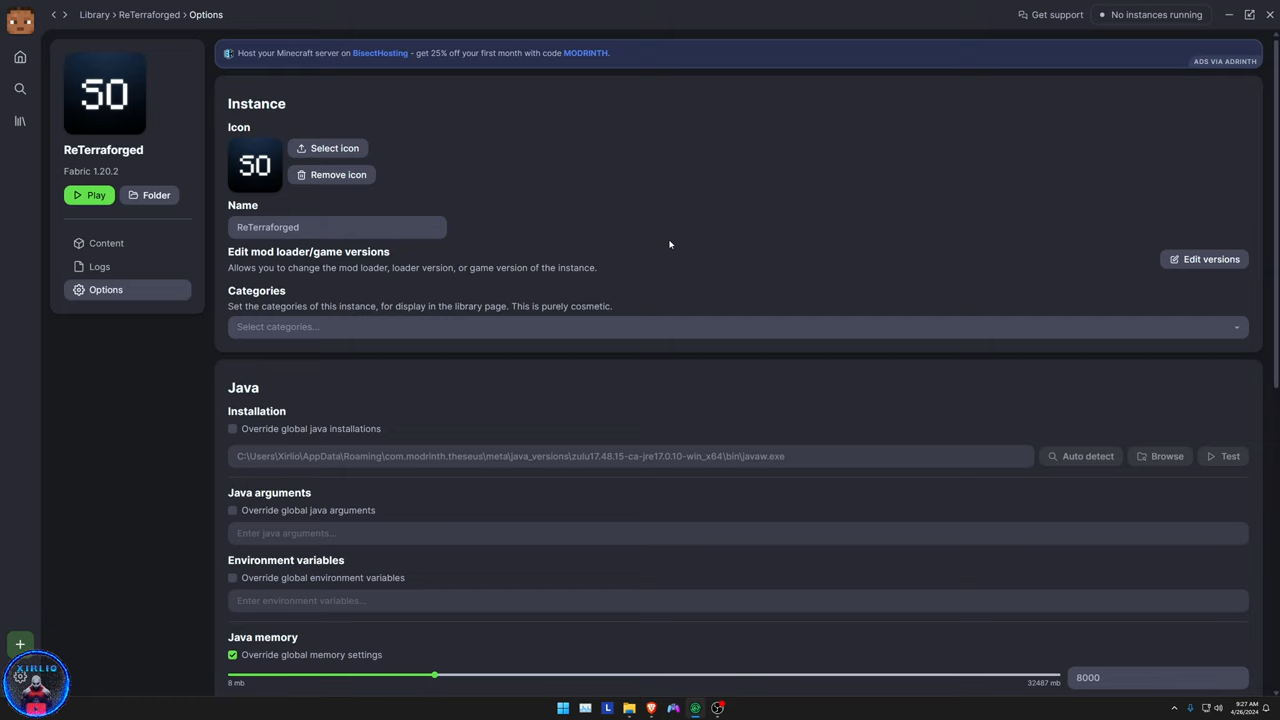 Library > ReTerraforged > Options
Get support
No instances running
SO
ReTerraforged
Fabric 1.20.2
Play
Folder
Content
Logs
Options
Host your Minecraft server on BisectHosting - get 25% off your first month with code MODRINTH.
ADS VIA ADRINTH
Instance
Icon
SO
Select icon
Remove icon
Name
ReTerraforged
Edit mod loader/game versions
Allows you to change the mod loader, loader version, or game version of the instance.
Edit versions
Categories
Set the categories of this instance, for display in the library page. This is purely cosmetic.
Select categories...
Java
Installation
Override global java installations
C:\Users\Xirlio\AppData\Roaming\com.modrinth.theseus\meta\java_versions\zulu17.48.15-ca-jre17.0.10-win_x64\bin\javaw.exe
Auto detect
Browse
Test
Java arguments
Override global java arguments
Enter java arguments...
Environment variables
Override global environment variables
Enter environment variables...
Java memory
Override global memory settings
8 mb
32487 mb
8000
XIRLIO
L
9:27 AM
4/26/2024